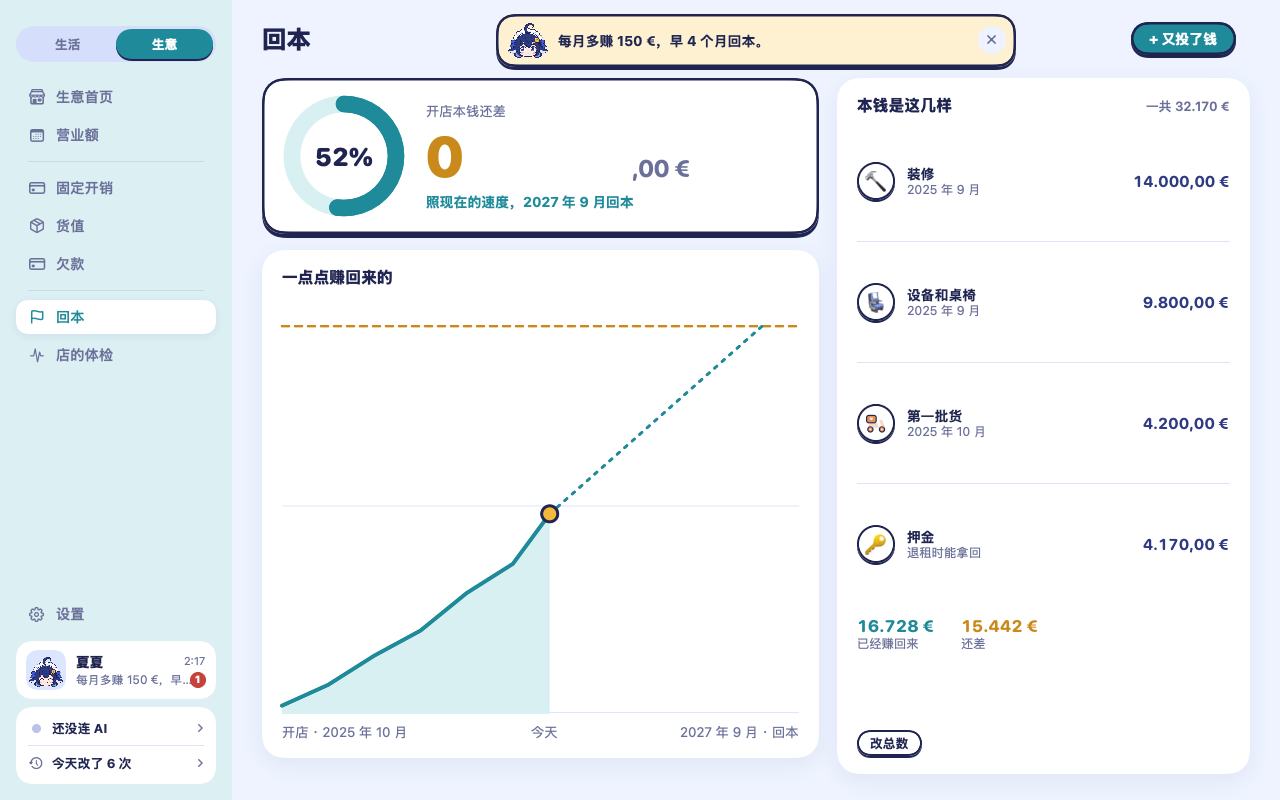 生活
生意
生意首页
营业额
固定开销
货值
欠款
回本
店的体检
设置
夏夏
2:17
每月多赚 150 €，早...
1
还没连 AI
今天改了 6 次
回本
每月多赚 150 €，早 4 个月回本。
+ 又投了钱
52%
开店本钱还差
0 ,00 €
照现在的速度，2027 年 9 月回本
一点点赚回来的
开店 · 2025 年 10 月
今天
2027 年 9 月 · 回本
本钱是这几样
一共 32.170 €
装修
2025 年 9 月
14.000,00 €
设备和桌椅
2025 年 9 月
9.800,00 €
第一批货
2025 年 10 月
4.200,00 €
押金
退租时能拿回
4.170,00 €
16.728 €
已经赚回来
15.442 €
还差
改总数